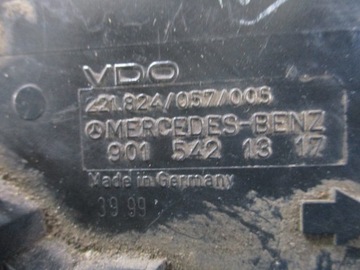 VDO
221.824/057/005
MERCEDES-BENZ
901 542 13 17
Made in Germany
39 99